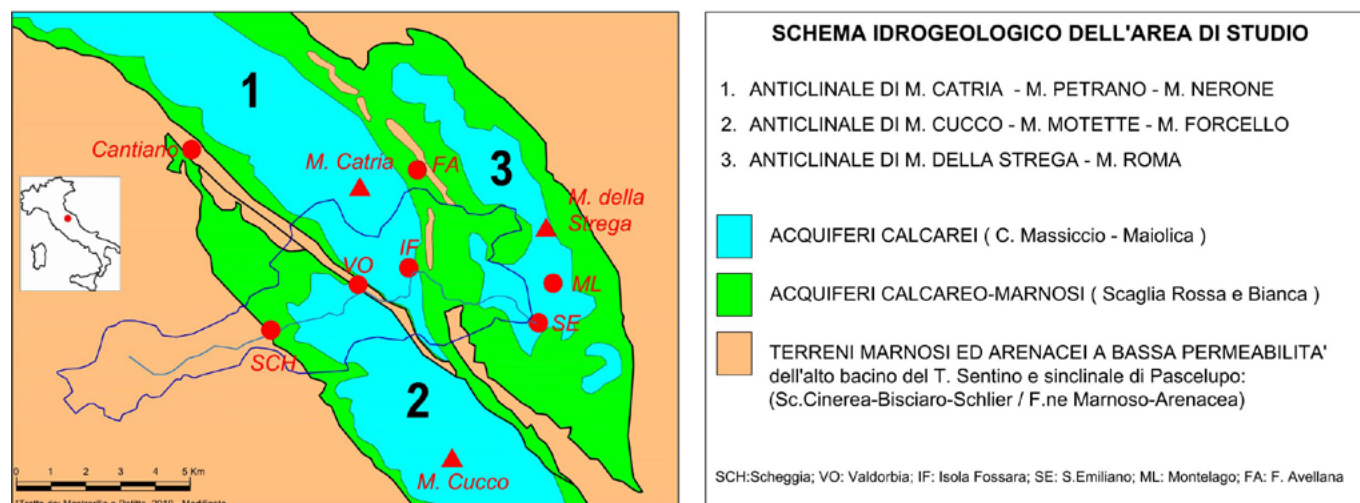 1
Cantiano
M. Catria
FA
3
M. della
Strega
IF
VO
ML
SE
SCH
2
M. Cucco
0 1 2 3 4 5 Km
SCHEMA IDROGEOLOGICO DELL'AREA DI STUDIO
1. ANTICLINALE DI M. CATRIA - M. PETRANO - M. NERONE
2. ANTICLINALE DI M. CUCCO - M. MOTETTE - M. FORCELLO
3. ANTICLINALE DI M. DELLA STREGA - M. ROMA
ACQUIFERI CALCAREI ( C. Massiccio - Maiolica )
ACQUIFERI CALCAREO-MARNOSI ( Scaglia Rossa e Bianca )
TERRENI MARNOSI ED ARENACEI A BASSA PERMEABILITA'
dell'alto bacino del T. Sentino e sinclinale di Pascelupo:
(Sc.Cinerea-Bisciaro-Schlier / F.ne Marnoso-Arenacea)
SCH:Scheggia; VO: Valdorbia; IF: Isola Fossara; SE: S.Emiliano; ML: Montelago; FA: F. Avellana